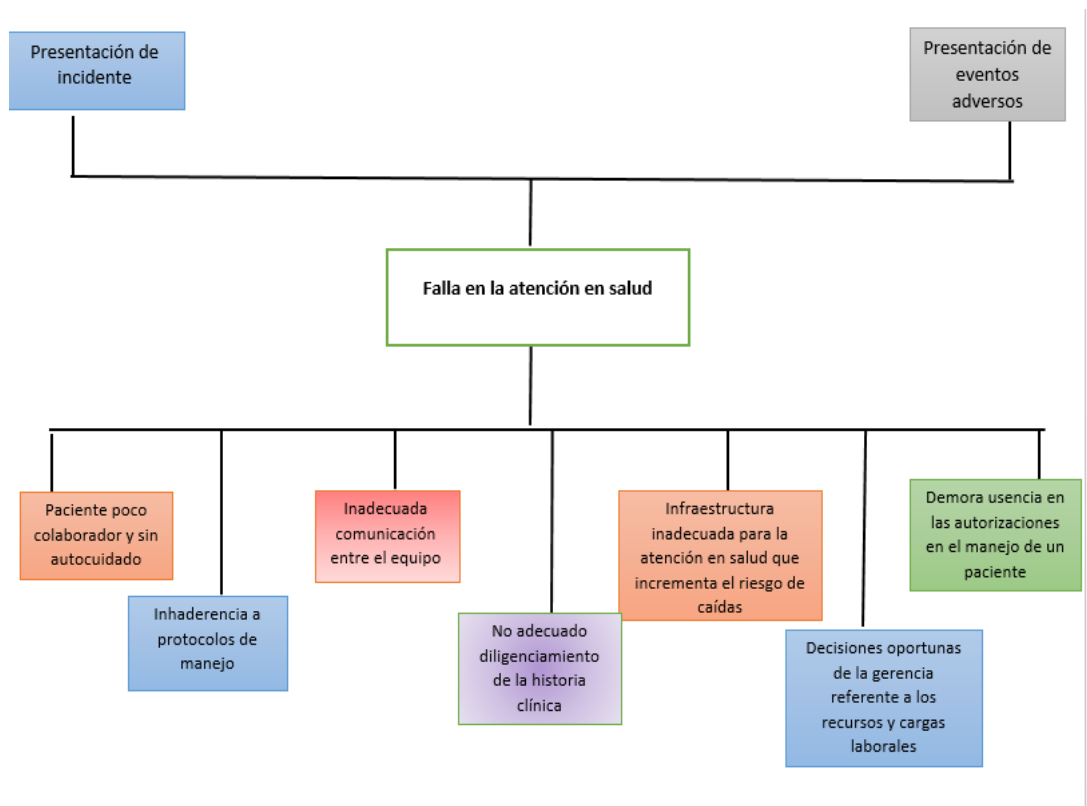 Presentación de
incidente
Presentación de
eventos
adversos
Falla en la atención en salud
Paciente poco
colaborador y sin
autocuidado
Inhaderencia a
protocolos de
manejo
Inadecuada
comunicación
entre el equipo
No adecuado
diligenciamiento
de la historia
clínica
Infraestructura
inadecuada para la
atención en salud que
incrementa el riesgo de
caídas
Decisiones oportunas
de la gerencia
referente a los
recursos y cargas
laborales
Demora usencia en
las autorizaciones
en el manejo de un
paciente